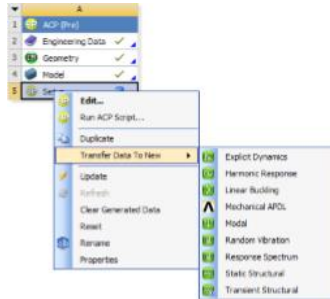 A
1 ACP (Pre)
2 Engineering Data
3 Geometry
4 Model
5
Edit...
Run ACP Script...
Duplicate
Transfer Data To New
Update
Refresh
Clear Generated Data
Reset
Rename
Properties
Explicit Dynamics
Harmonic Response
Linear Buckling
Mechanical APDL
Modal
Random Vibration
Response Spectrum
Static Structural
Transient Structural